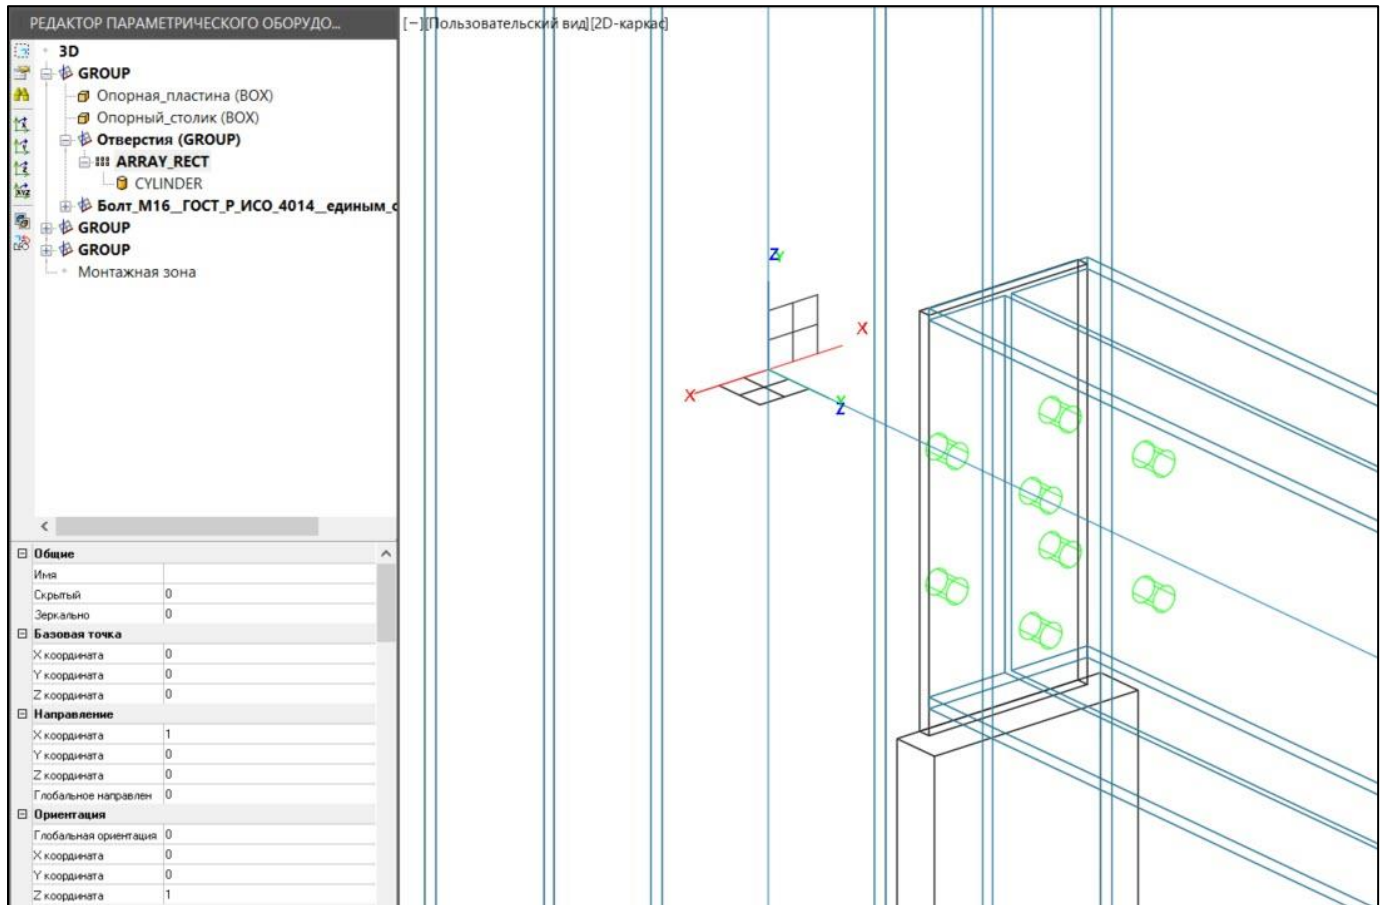 РЕДАКТОР ПАРАМЕТРИЧЕСКОГО ОБОРУДО...
3D
GROUP
Опорная_пластина (BOX)
Опорный_столик (BOX)
Отверстия (GROUP)
ARRAY_RECT
CYLINDER
Болт_М16__ГОСТ_Р_ИСО_4014__единым_с
GROUP
GROUP
Монтажная зона
Общие
Имя
Скрытый 0
Зеркально 0
Базовая точка
X координата 0
Y координата 0
Z координата 0
Направление
X координата 1
Y координата 0
Z координата 0
Глобальное направлен 0
Ориентация
Глобальная ориентация 0
X координата 0
Y координата 0
Z координата 1
[−][Пользовательский вид][2D-каркас]
Z
Y
X
X
Z